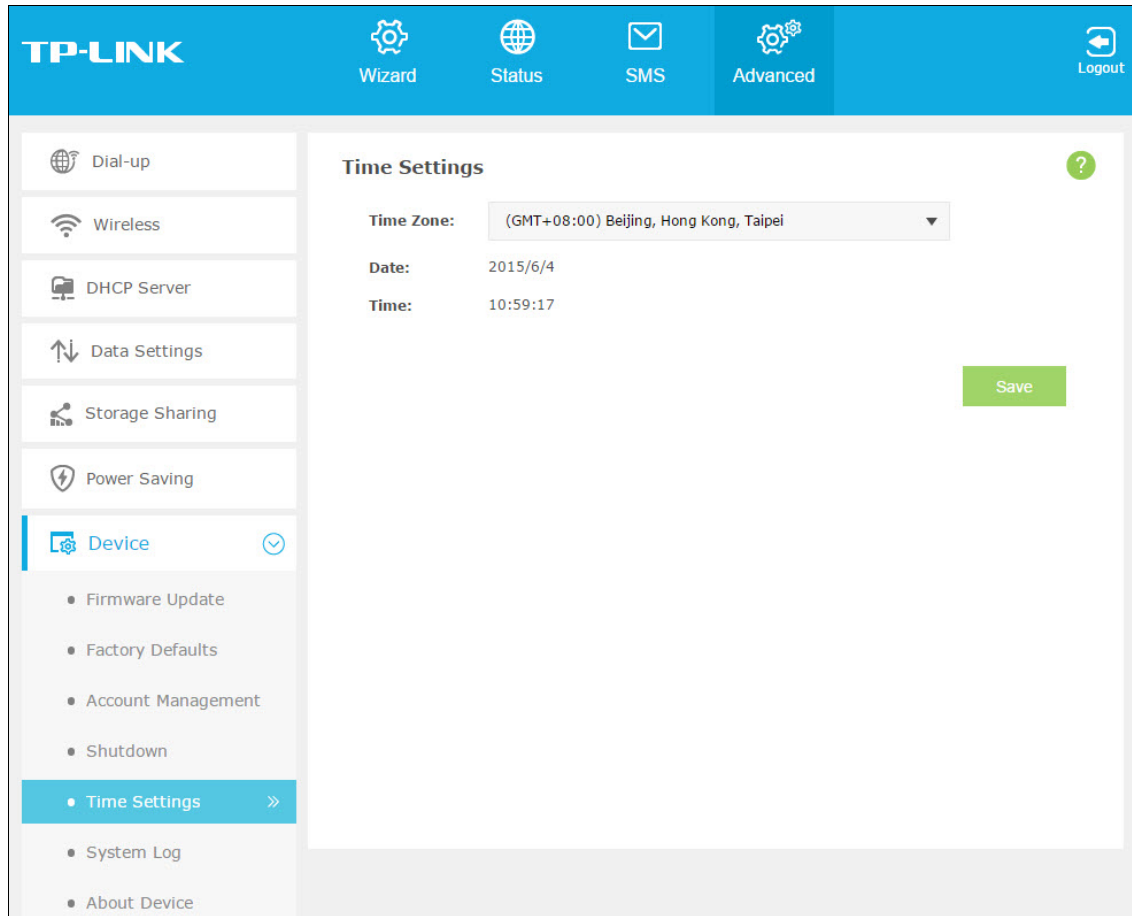 TP-LINK
Wizard
Status
SMS
Advanced
Logout
Dial-up
Wireless
DHCP Server
Data Settings
Storage Sharing
Power Saving
Device
Firmware Update
Factory Defaults
Account Management
Shutdown
Time Settings
System Log
About Device
Time Settings
?
Time Zone: (GMT+08:00) Beijing, Hong Kong, Taipei
Date: 2015/6/4
Time: 10:59:17
Save